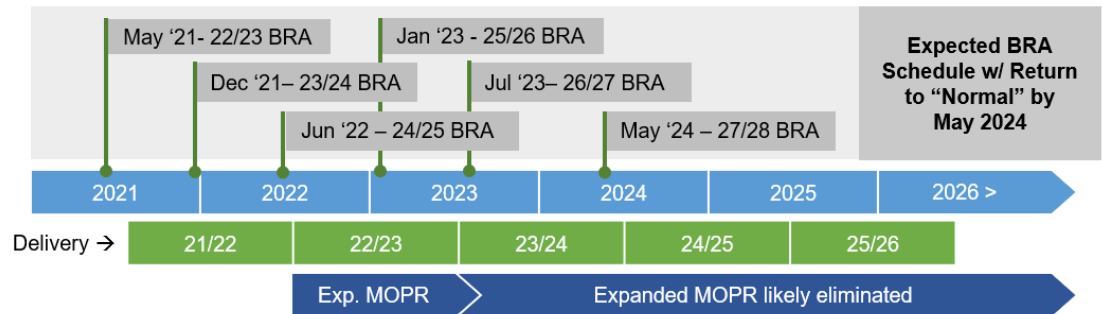 May ‘21- 22/23 BRA
Jan ‘23 - 25/26 BRA
Dec ‘21– 23/24 BRA
Jul ‘23– 26/27 BRA
Jun ‘22 – 24/25 BRA
May ‘24 – 27/28 BRA
Expected BRA
Schedule w/ Return
to “Normal” by
May 2024
2021
2022
2023
2024
2025
2026 >
Delivery →
21/22
22/23
23/24
24/25
25/26
Exp. MOPR
Expanded MOPR likely eliminated